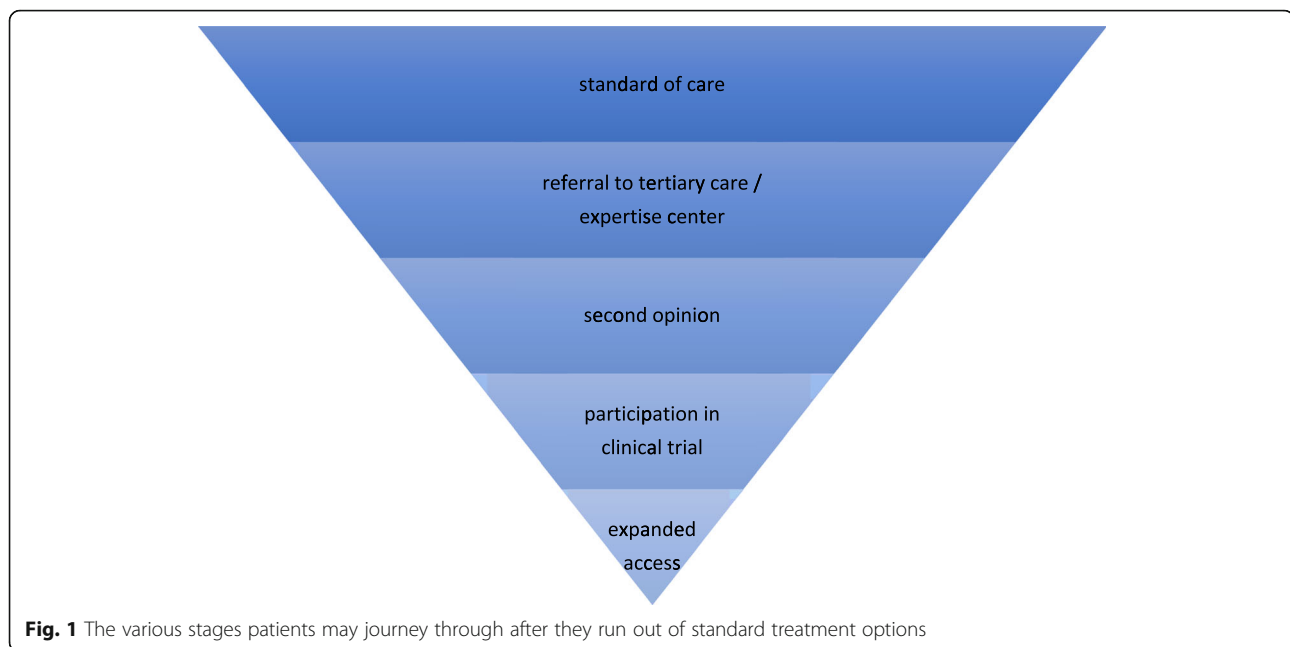 standard of care
referral to tertiary care /
expertise center
second opinion
participation in
clinical trial
expanded
access
Fig. 1 The various stages patients may journey through after they run out of standard treatment options